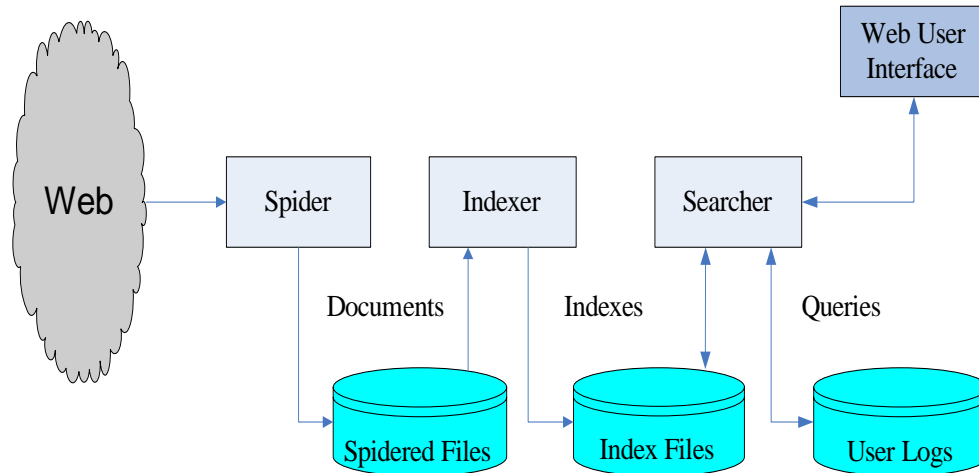 Web User
Interface
Web
Spider
Indexer
Searcher
Documents
Indexes
Queries
Spidered Files
Index Files
User Logs